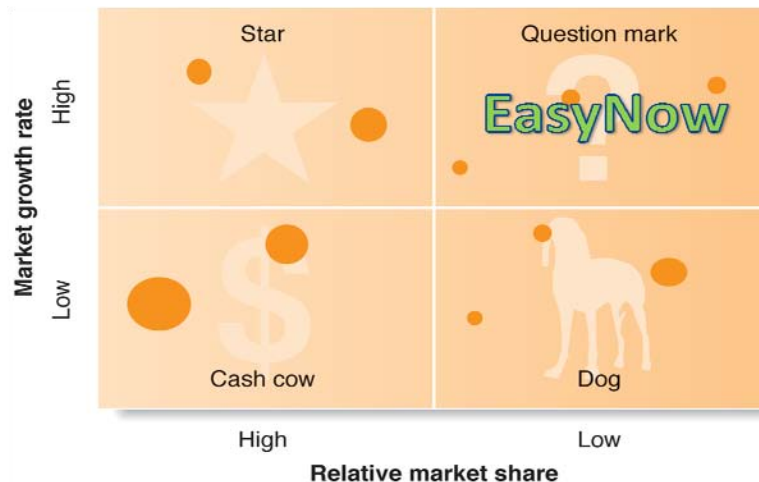 Star
Question mark
EasyNow
Market growth rate
High
Low
$
?
Cash cow
Dog
High
Low
Relative market share